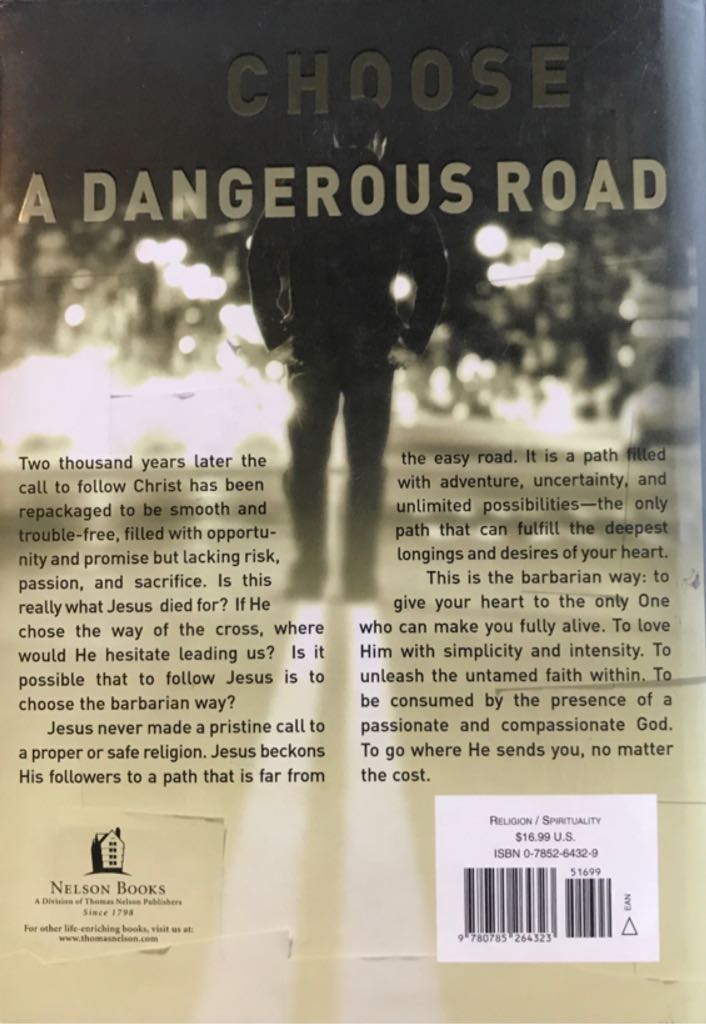 CHOOSE
A DANGEROUS ROAD
Two thousand years later the
call to follow Christ has been
repackaged to be smooth and
trouble-free, filled with opportu-
nity and promise but lacking risk,
passion, and sacrifice. Is this
really what Jesus died for? If He
chose the way of the cross, where
would He hesitate leading us? Is it
possible that to follow Jesus is to
choose the barbarian way?
Jesus never made a pristine call to
a proper or safe religion. Jesus beckons
His followers to a path that is far from
the easy road. It is a path filled
with adventure, uncertainty, and
unlimited possibilities—the only
path that can fulfill the deepest
longings and desires of your heart.
This is the barbarian way: to
give your heart to the only One
who can make you fully alive. To love
Him with simplicity and intensity. To
unleash the untamed faith within. To
be consumed by the presence of a
passionate and compassionate God.
To go where He sends you, no matter
the cost.
NELSON BOOKS
A Division of Thomas Nelson Publishers
Since 1798
For other life-enriching books, visit us at:
www.thomasnelson.com
RELIGION / SPIRITUALITY
$16.99 U.S.
ISBN 0-7852-6432-9
51699
9 780785 264323
EAN